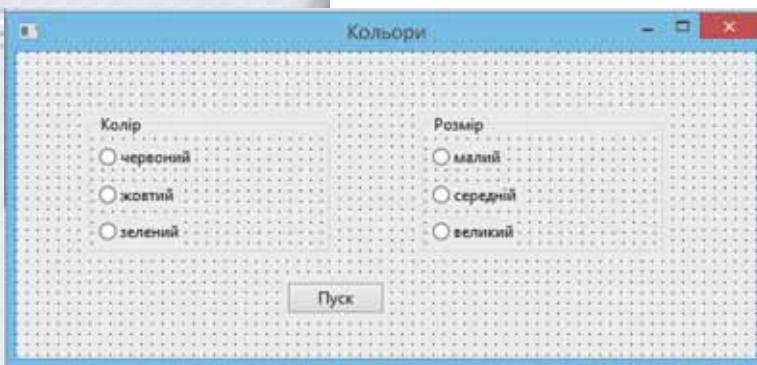 Кольори
Колір
червоний
жовтий
зелений
Розмір
малий
середній
великий
Пуск